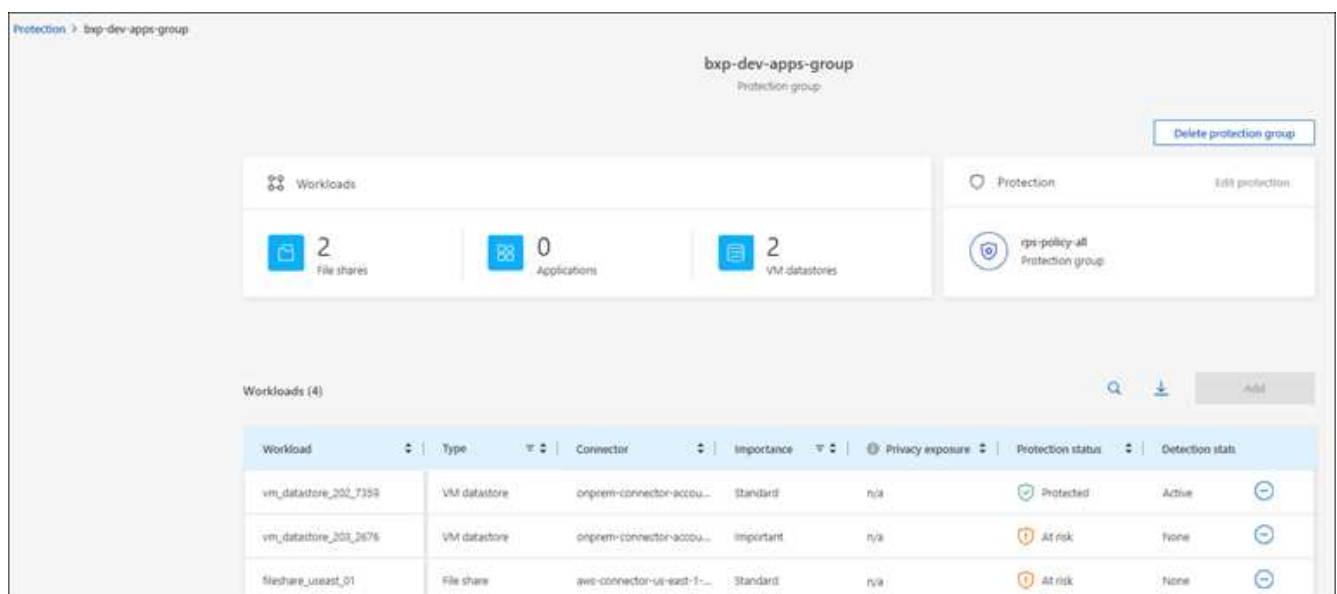 Protection > bxp-dev-apps-group
bxp-dev-apps-group
Protection group
Delete protection group
Workloads
Protection Edit protection
2
File shares
0
Applications
2
VM datastores
rps-policy-all
Protection group
Workloads (4)
Add
Workload Type Connector Importance Privacy exposure Protection status Detection stat
vm_datastore_202_7359 VM datastore onprem-connector-accou... Standard n/a Protected Active
vm_datastore_203_2676 VM datastore onprem-connector-accou... Important n/a At risk None
fileshare_useast_01 File share aws-connector-us-east-1-... Standard n/a At risk None